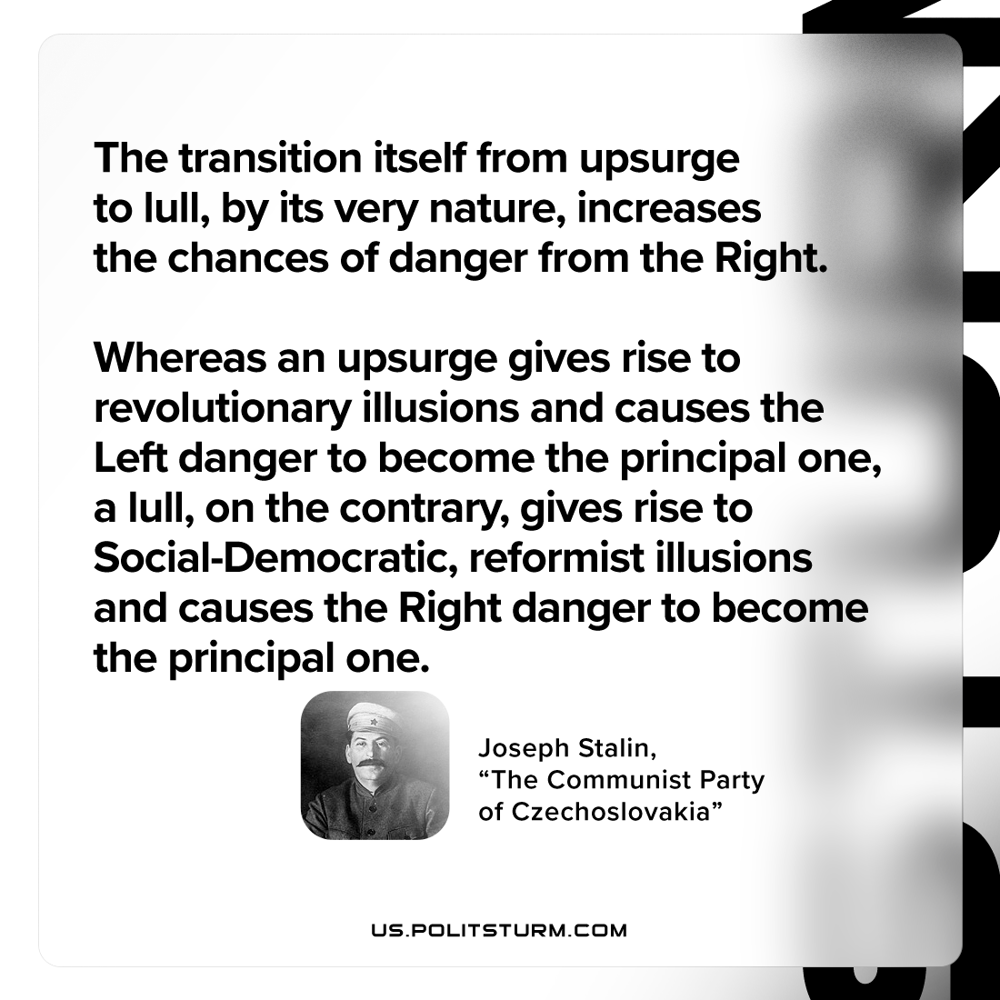 The transition itself from upsurge
to lull, by its very nature, increases
the chances of danger from the Right.
Whereas an upsurge gives rise to
revolutionary illusions and causes the
Left danger to become the principal one,
a lull, on the contrary, gives rise to
Social-Democratic, reformist illusions
and causes the Right danger to become
the principal one.
Joseph Stalin,
“The Communist Party
of Czechoslovakia”
US.POLITSTURM.COM